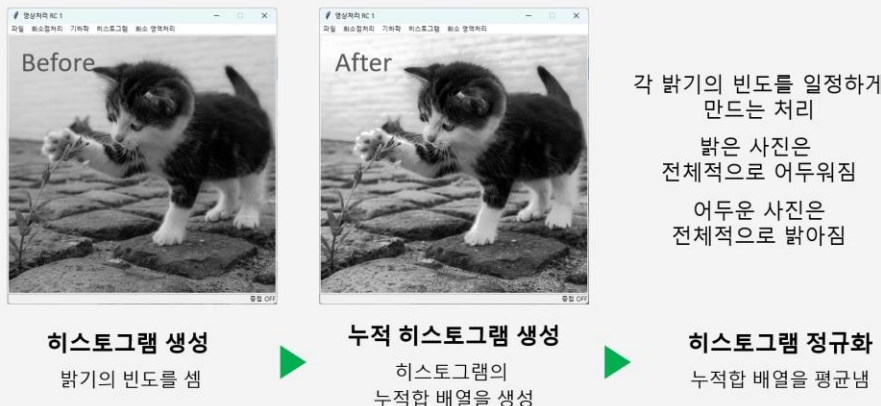 영상처리 RC 1
파일 화소점처리 기하학 히스토그램 화소 영역처리
Before
중첩 OFF
영상처리 RC 1
파일 화소점처리 기하학 히스토그램 화소 영역처리
After
중첩 OFF
각 밝기의 빈도를 일정하게
만드는 처리
밝은 사진은
전체적으로 어두워짐
어두운 사진은
전체적으로 밝아짐
히스토그램 생성
밝기의 빈도를 셈
누적 히스토그램 생성
히스토그램의
누적합 배열을 생성
히스토그램 정규화
누적합 배열을 평균냄